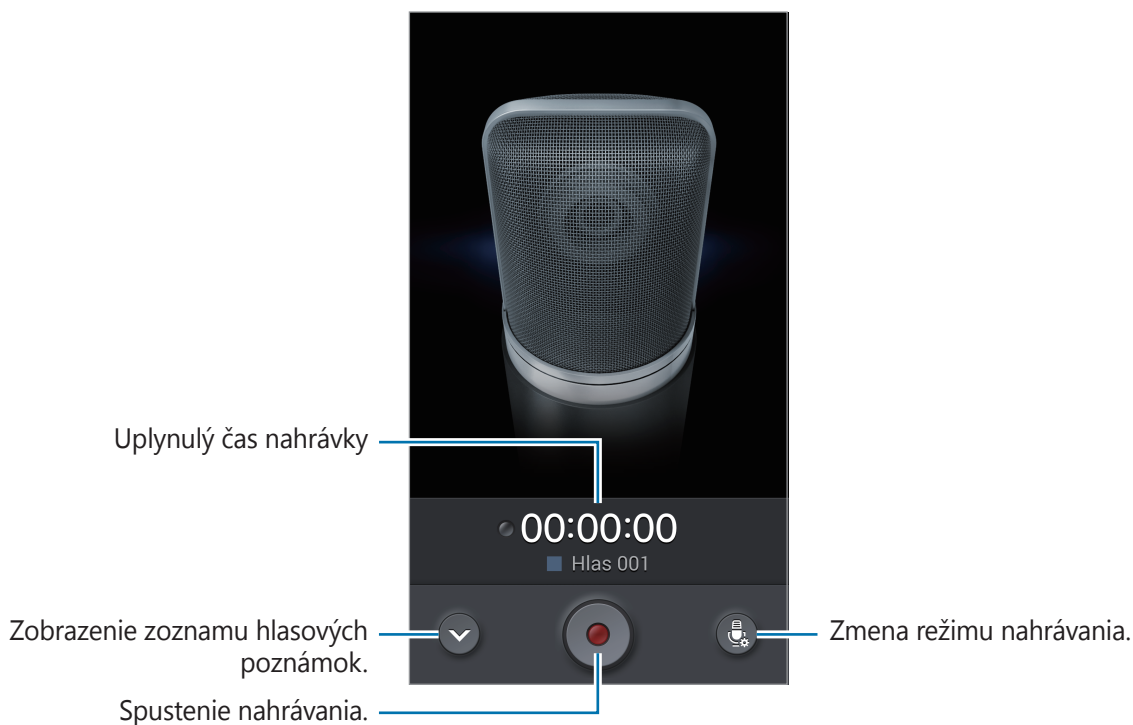 Uplynulý čas nahrávky
00:00:00
Hlas 001
Zobrazenie zoznamu hlasových
poznámok.
Zmena režimu nahrávania.
Spustenie nahrávania.